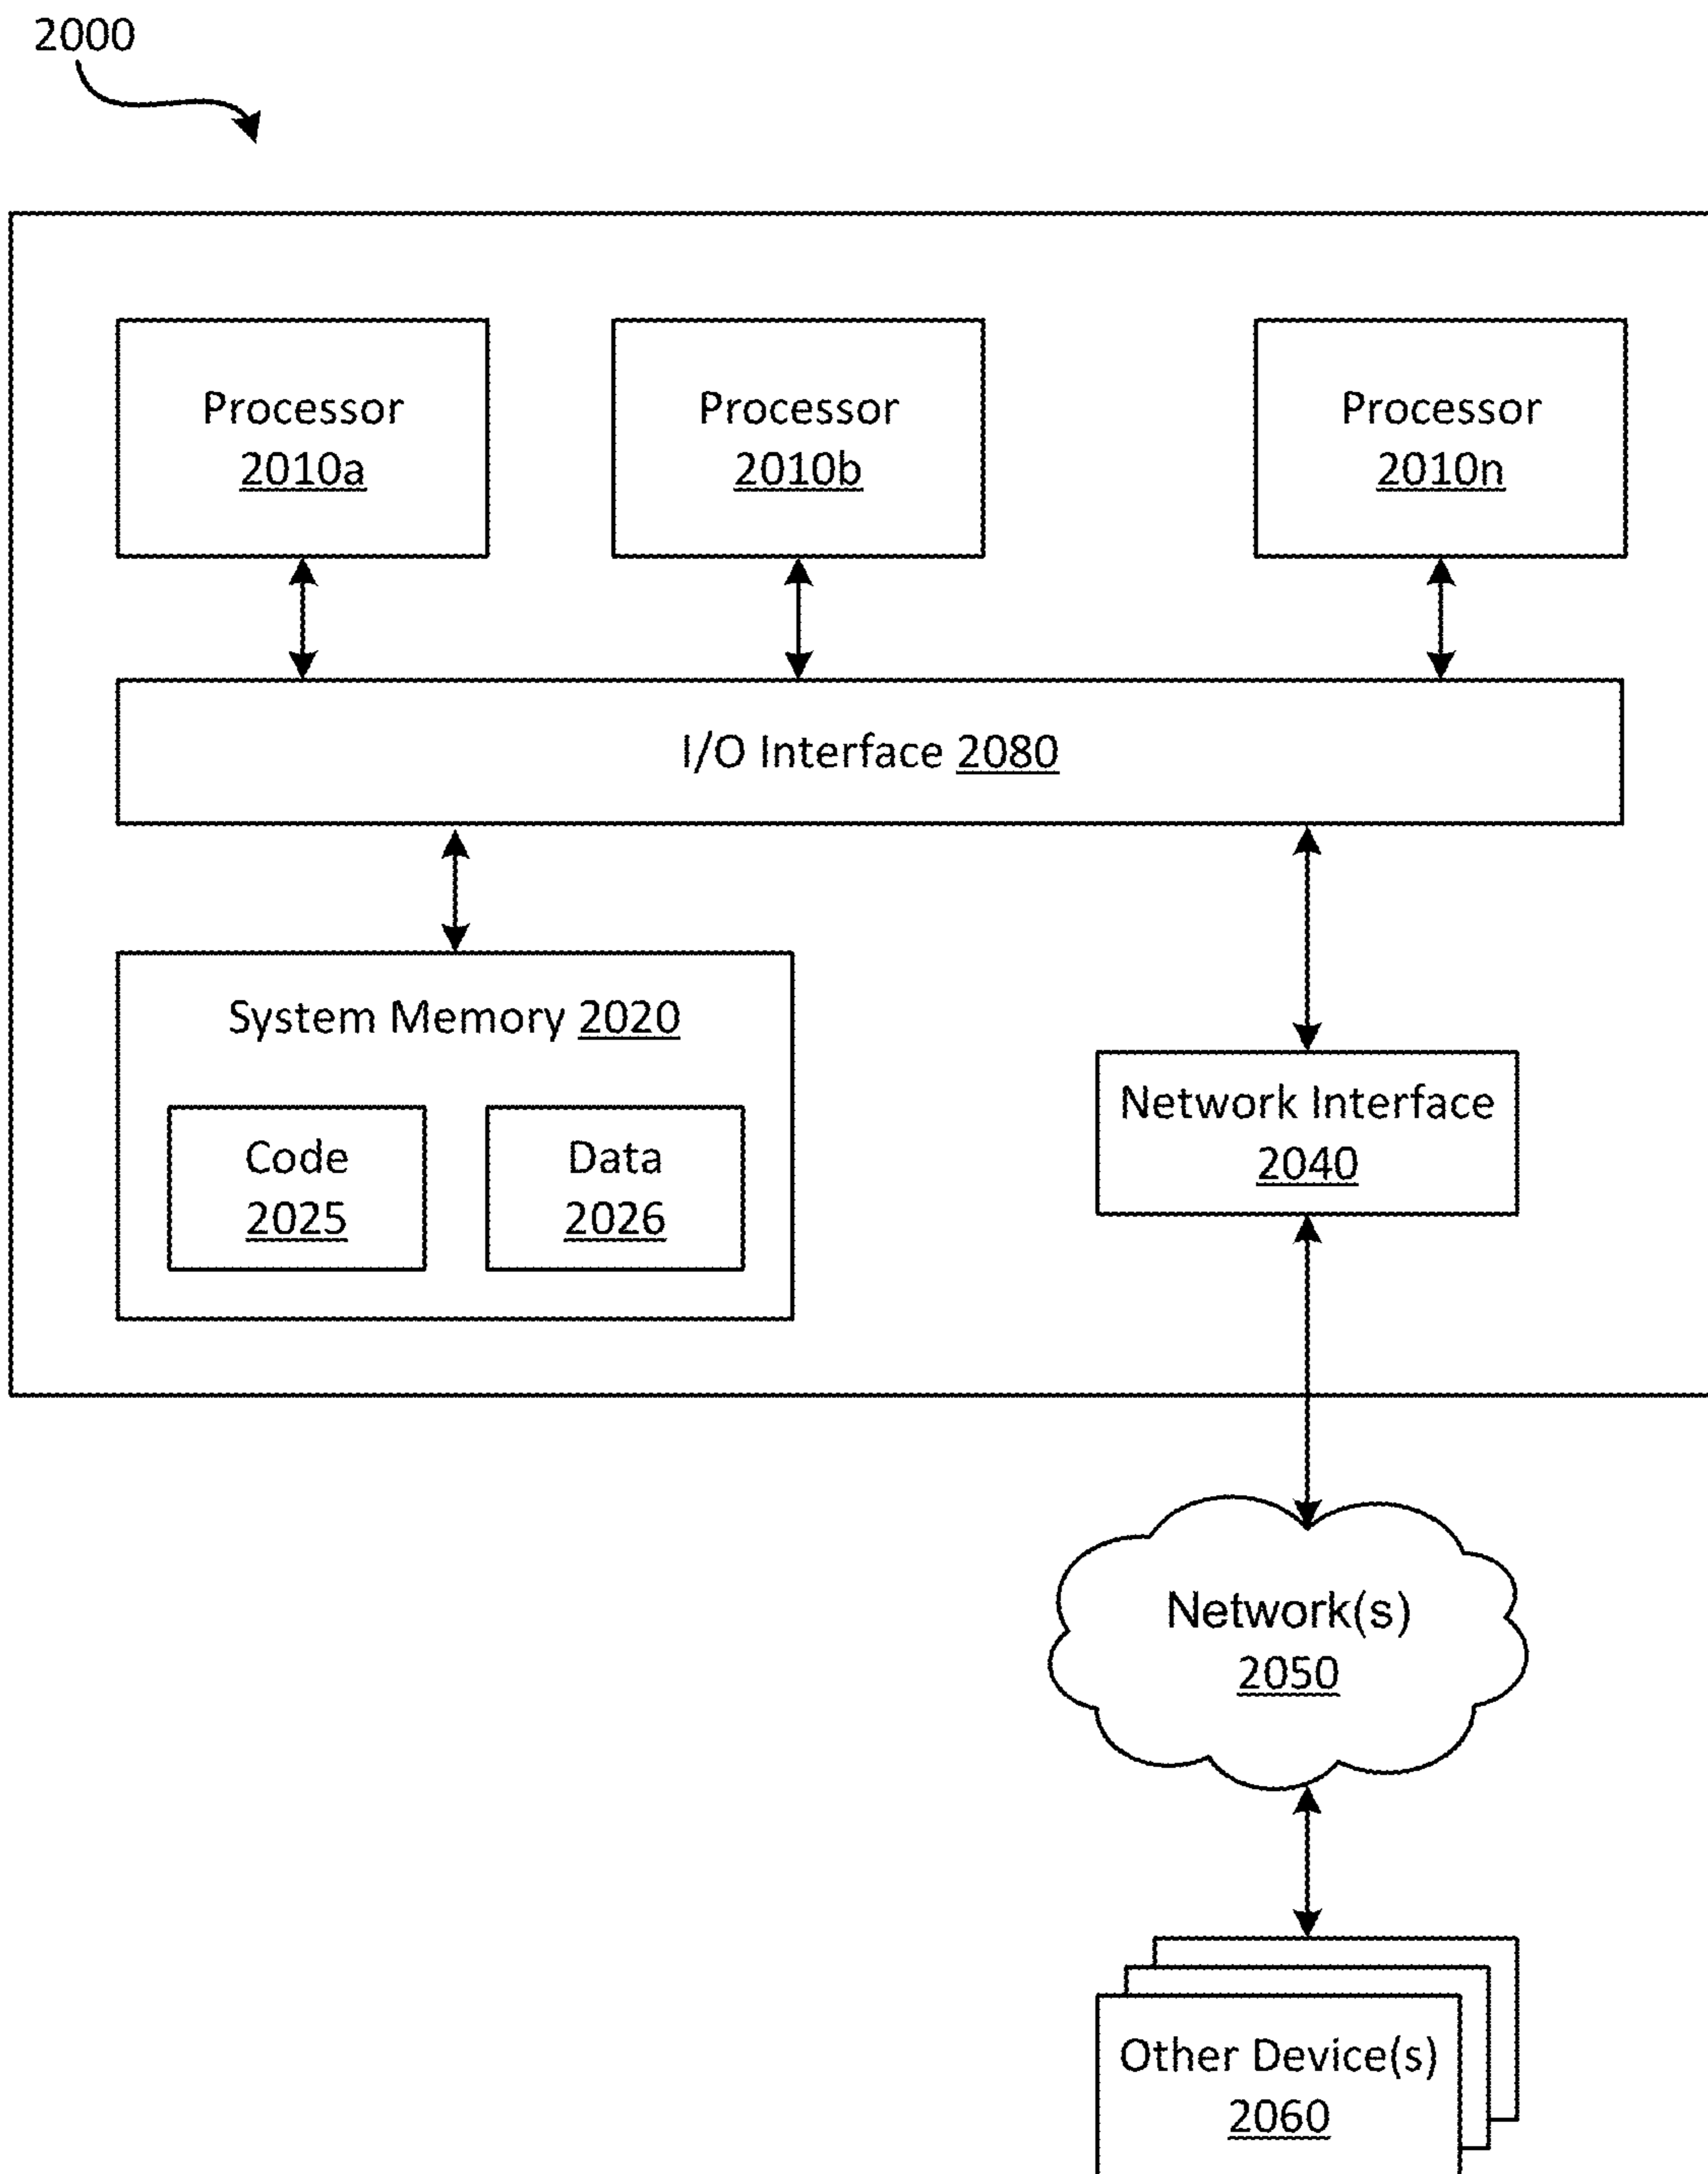 2000
Processor
2010a
Processor
2010b
Processor
2010n
I/O Interface 2080
System Memory 2020
Code
2025
Data
2026
Network Interface
2040
Network(s)
2050
Other Device(s)
2060